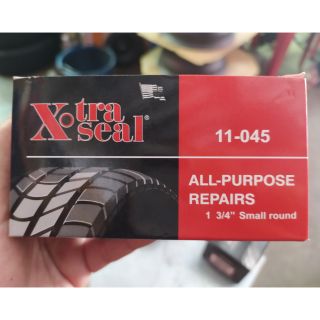 Xtra
seal®
11-045
ALL-PURPOSE
REPAIRS
1 3/4" Small round